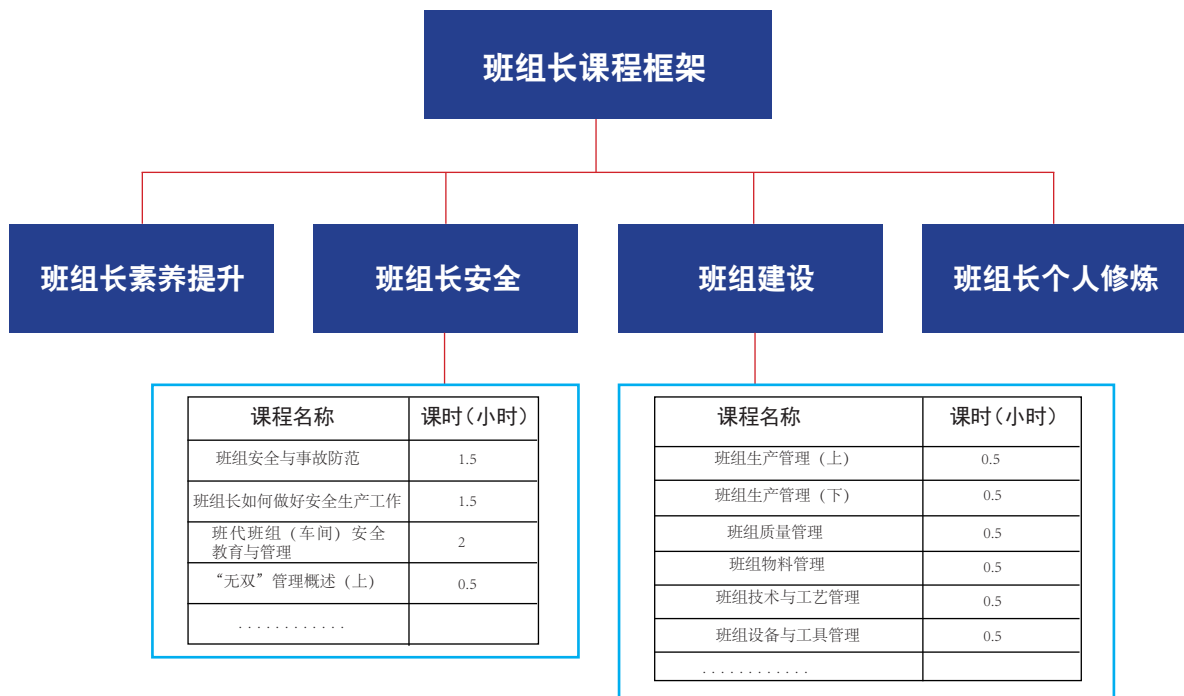 班组长课程框架
班组长素养提升
班组长安全
班组建设
班组长个人修炼
课程名称 课时(小时)
班组安全与事故防范 1.5
班组长如何做好安全生产工作 1.5
班代班组(车间)安全
教育与管理 2
“无双”管理概述(上) 0.5
............
课程名称 课时(小时)
班组生产管理(上) 0.5
班组生产管理(下) 0.5
班组质量管理 0.5
班组物料管理 0.5
班组技术与工艺管理 0.5
班组设备与工具管理 0.5
............